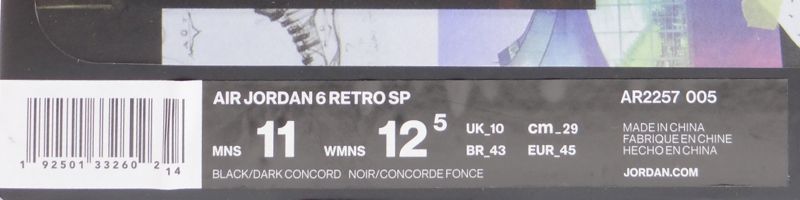 AIR JORDAN 6 RETRO SP
AR2257 005
MNS 11 WMNS 12 5
UK_10 cm_29
BR_43 EUR_45
MADE IN CHINA
FABRIQUE EN CHINE
HECHO EN CHINA
BLACK/DARK CONCORD NOIR/CONCORDE FONCE
JORDAN.COM
1 92501 33260 2
14